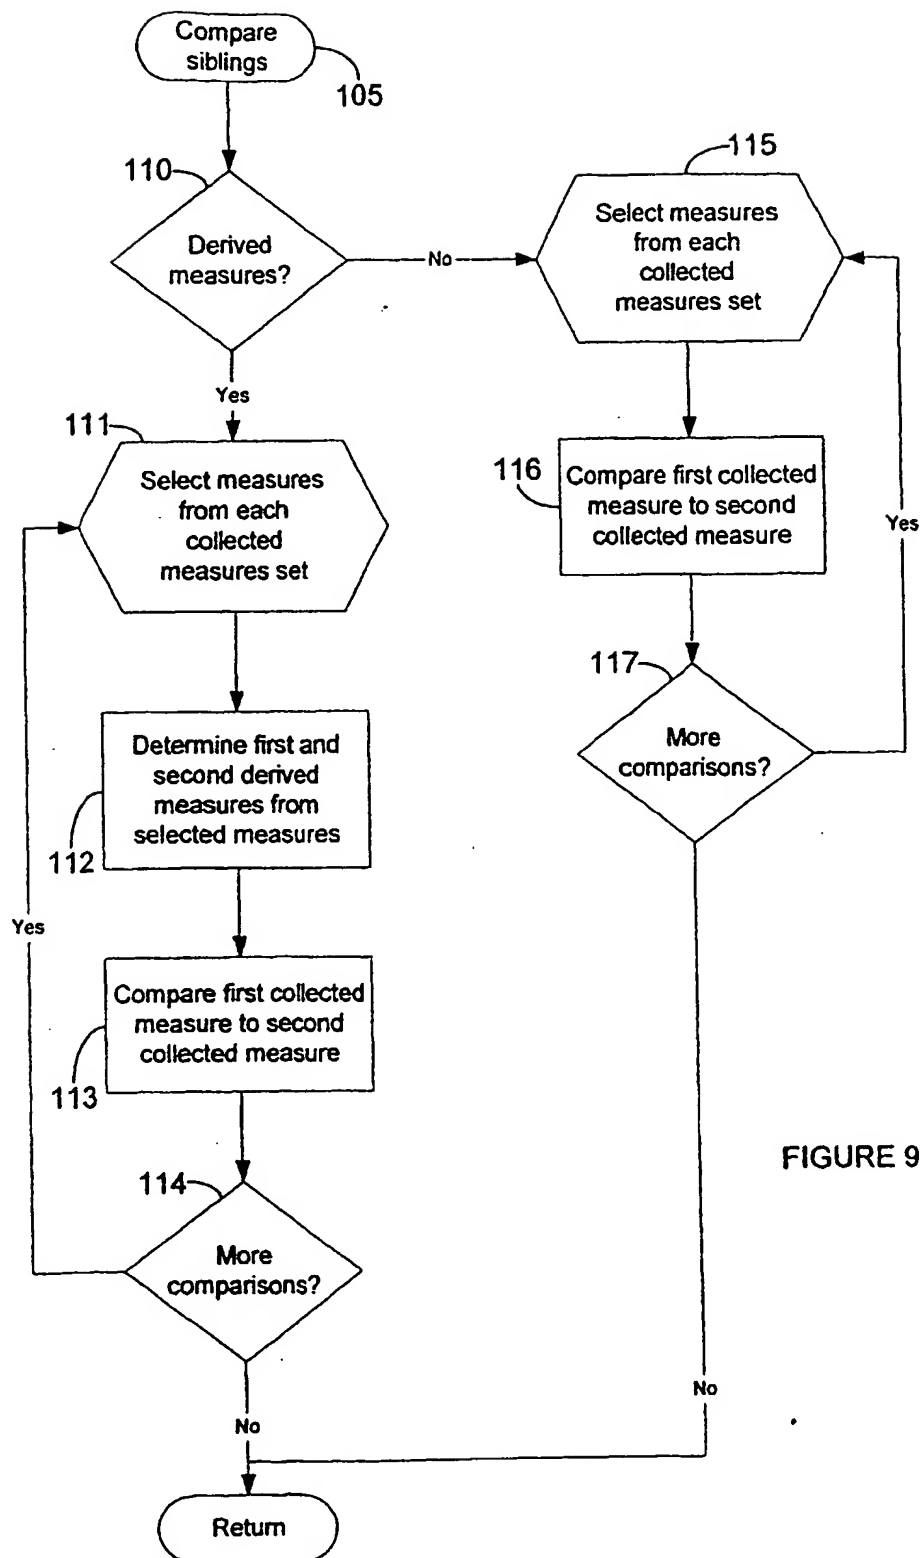 Compare
siblings
105
110
Derived
measures?
No
Yes
115
Select measures
from each
collected
measures set
116
Compare first collected
measure to second
collected measure
Yes
117
More
comparisons?
No
111
Select measures
from each
collected
measures set
112
Determine first and
second derived
measures from
selected measures
Yes
113
Compare first collected
measure to second
collected measure
114
More
comparisons?
No
Return
FIGURE 9